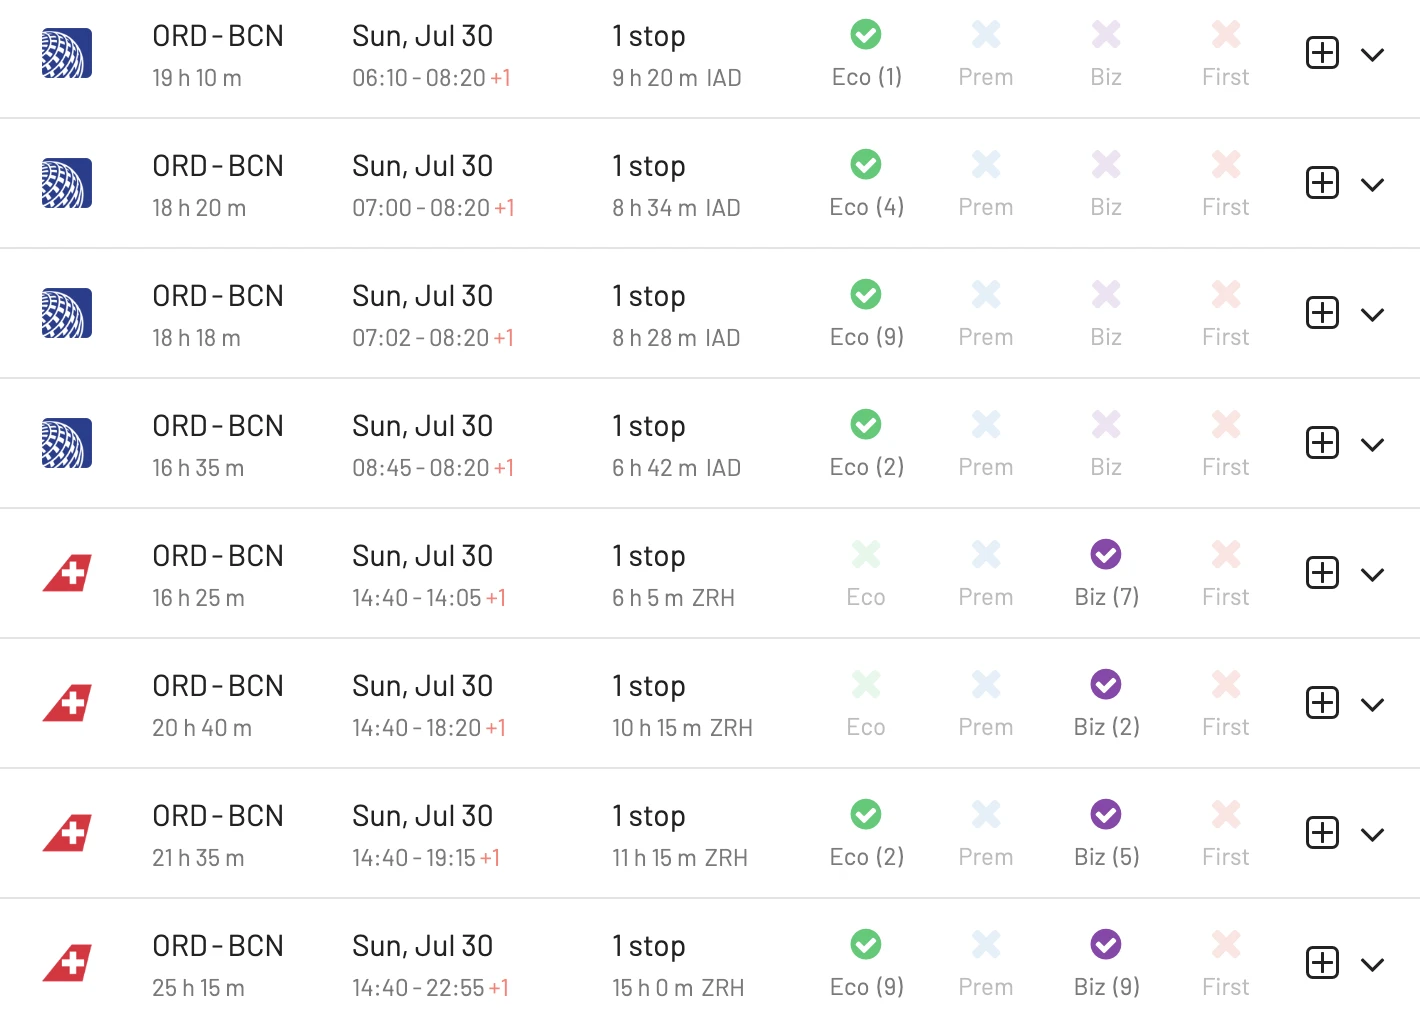 ORD - BCN Sun, Jul 30 1 stop
19 h 10 m 06:10 - 08:20 +1 9 h 20 m IAD Eco (1) Prem Biz First
ORD - BCN Sun, Jul 30 1 stop
18 h 20 m 07:00 - 08:20 +1 8 h 34 m IAD Eco (4) Prem Biz First
ORD - BCN Sun, Jul 30 1 stop
18 h 18 m 07:02 - 08:20 +1 8 h 28 m IAD Eco (9) Prem Biz First
ORD - BCN Sun, Jul 30 1 stop
16 h 35 m 08:45 - 08:20 +1 6 h 42 m IAD Eco (2) Prem Biz First
ORD - BCN Sun, Jul 30 1 stop
16 h 25 m 14:40 - 14:05 +1 6 h 5 m ZRH Eco Prem Biz (7) First
ORD - BCN Sun, Jul 30 1 stop
20 h 40 m 14:40 - 18:20 +1 10 h 15 m ZRH Eco Prem Biz (2) First
ORD - BCN Sun, Jul 30 1 stop
21 h 35 m 14:40 - 19:15 +1 11 h 15 m ZRH Eco (2) Prem Biz (5) First
ORD - BCN Sun, Jul 30 1 stop
25 h 15 m 14:40 - 22:55 +1 15 h 0 m ZRH Eco (9) Prem Biz (9) First